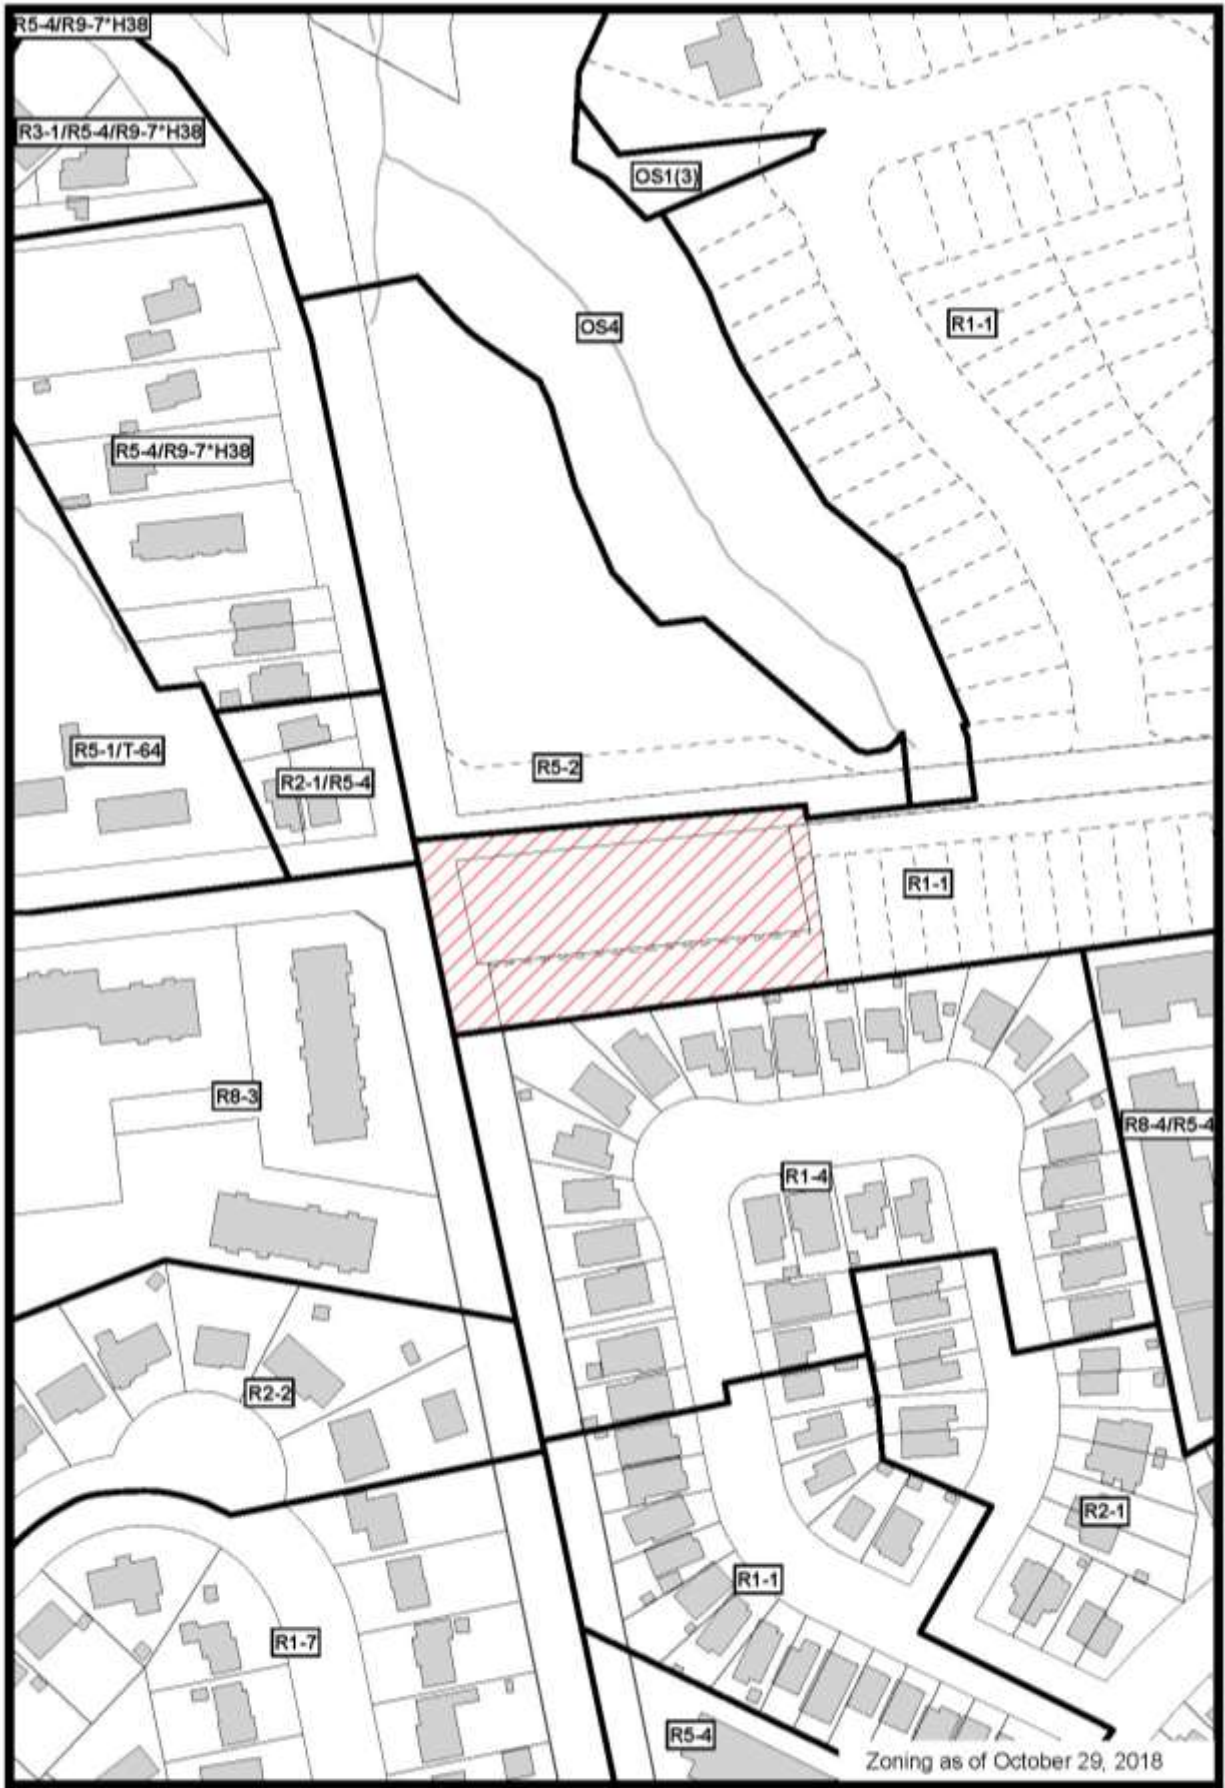 R5-4/R9-7*H38
R3-1/R5-4/R9-7*H38
OS1(3)
OS4
R1-1
R5-4/R9-7*H38
R5-1/T-64
R5-2
R2-1/R5-4
R1-1
R8-3
R8-4/R5-4
R1-4
R2-2
R2-1
R1-1
R1-7
R5-4
Zoning as of October 29, 2018